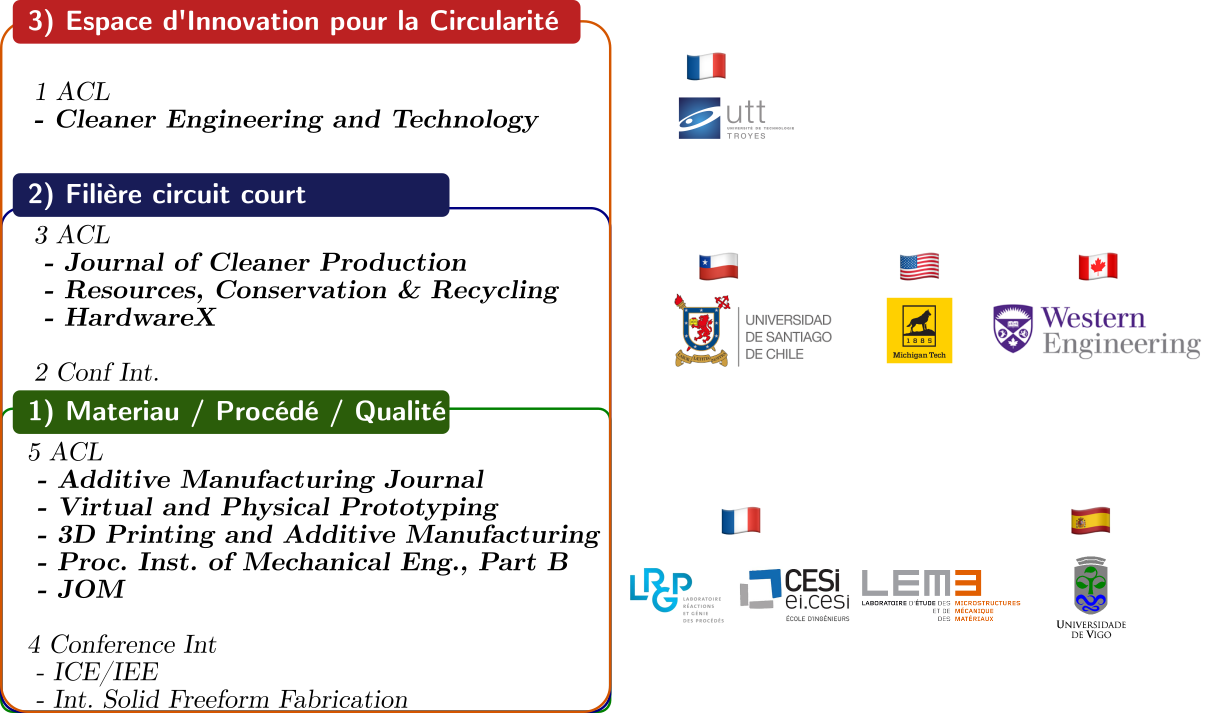 3) Espace d'Innovation pour la Circularité
1 ACL
- Cleaner Engineering and Technology
utt
UNIVERSITÉ DE TECHNOLOGIE
TROYES
2) Filière circuit court
3 ACL
- Journal of Cleaner Production
- Resources, Conservation & Recycling
- HardwareX
2 Conf Int.
UNIVERSIDAD
DE SANTIAGO
DE CHILE
1885
Michigan Tech
Western
Engineering
1) Materiau / Procédé / Qualité
5 ACL
- Additive Manufacturing Journal
- Virtual and Physical Prototyping
- 3D Printing and Additive Manufacturing
- Proc. Inst. of Mechanical Eng., Part B
- JOM
4 Conference Int
- ICE/IEE
- Int. Solid Freeform Fabrication
LRGP
LABORATOIRE
RÉACTIONS
ET GÉNIE
DES PROCÉDÉS
CESi
ei.cesi
ÉCOLE D'INGÉNIEURS
LEM3
LABORATOIRE D'ÉTUDE DES MICROSTRUCTURES
ET DE MÉCANIQUE
DES MATÉRIAUX
UNIVERSIDADE
DE VIGO